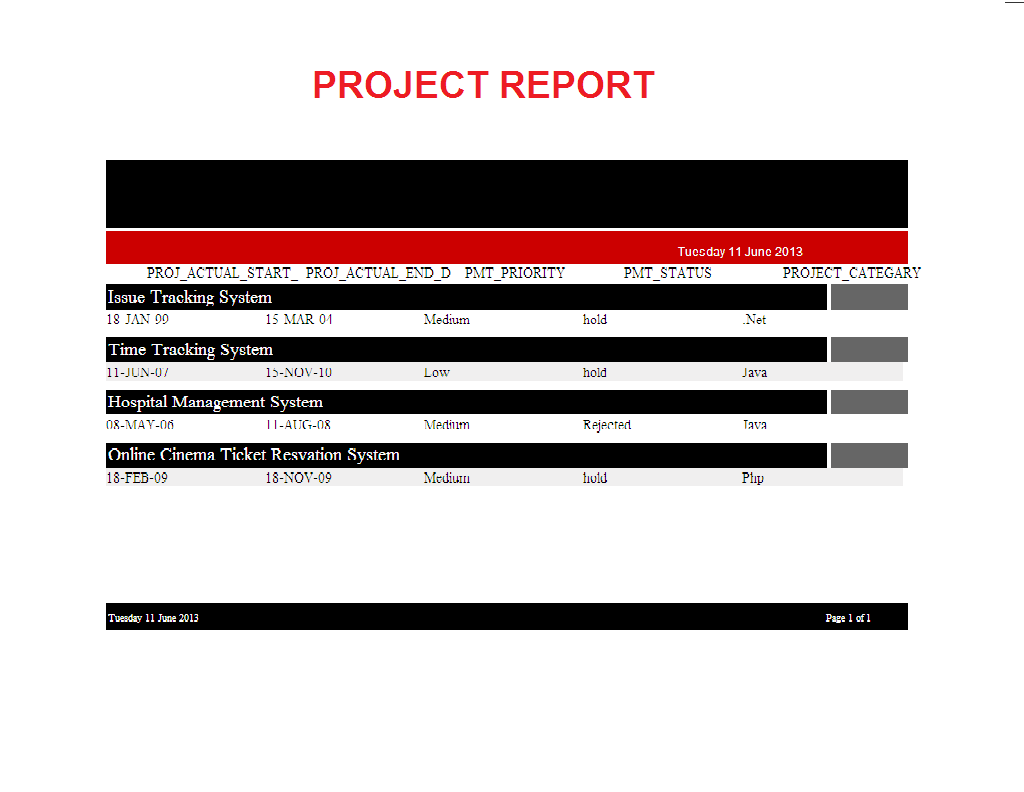 PROJECT REPORT
Tuesday 11 June 2013
PROJ_ACTUAL_START_ PROJ_ACTUAL_END_D PMT_PRIORITY PMT_STATUS PROJECT_CATEGARY
Issue Tracking System
18-JAN-99 15-MAR-04 Medium hold .Net
Time Tracking System
11-JUN-07 15-NOV-10 Low hold Java
Hospital Management System
08-MAY-06 11-AUG-08 Medium Rejected Java
Online Cinema Ticket Resvation System
18-FEB-09 18-NOV-09 Medium hold Php
Tuesday 11 June 2013 Page 1 of 1